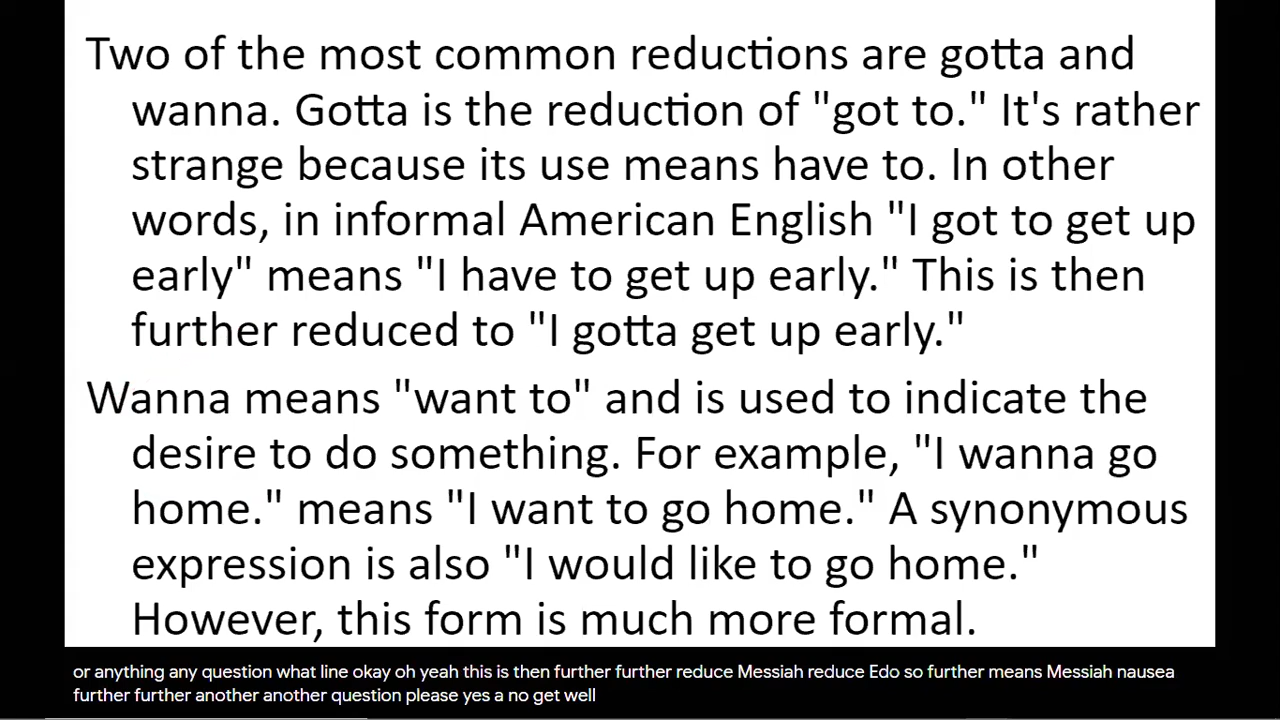 Two of the most common reductions are gotta and
wanna. Gotta is the reduction of "got to." It's rather
strange because its use means have to. In other
words, in informal American English "I got to get up
early" means "I have to get up early." This is then
further reduced to "I gotta get up early."
Wanna means "want to" and is used to indicate the
desire to do something. For example, "I wanna go
home." means "I want to go home." A synonymous
expression is also "I would like to go home."
However, this form is much more formal.
or anything any question what line okay oh yeah this is then further further reduce Messiah reduce Edo so further means Messiah nausea
further further another another question please yes a no get well